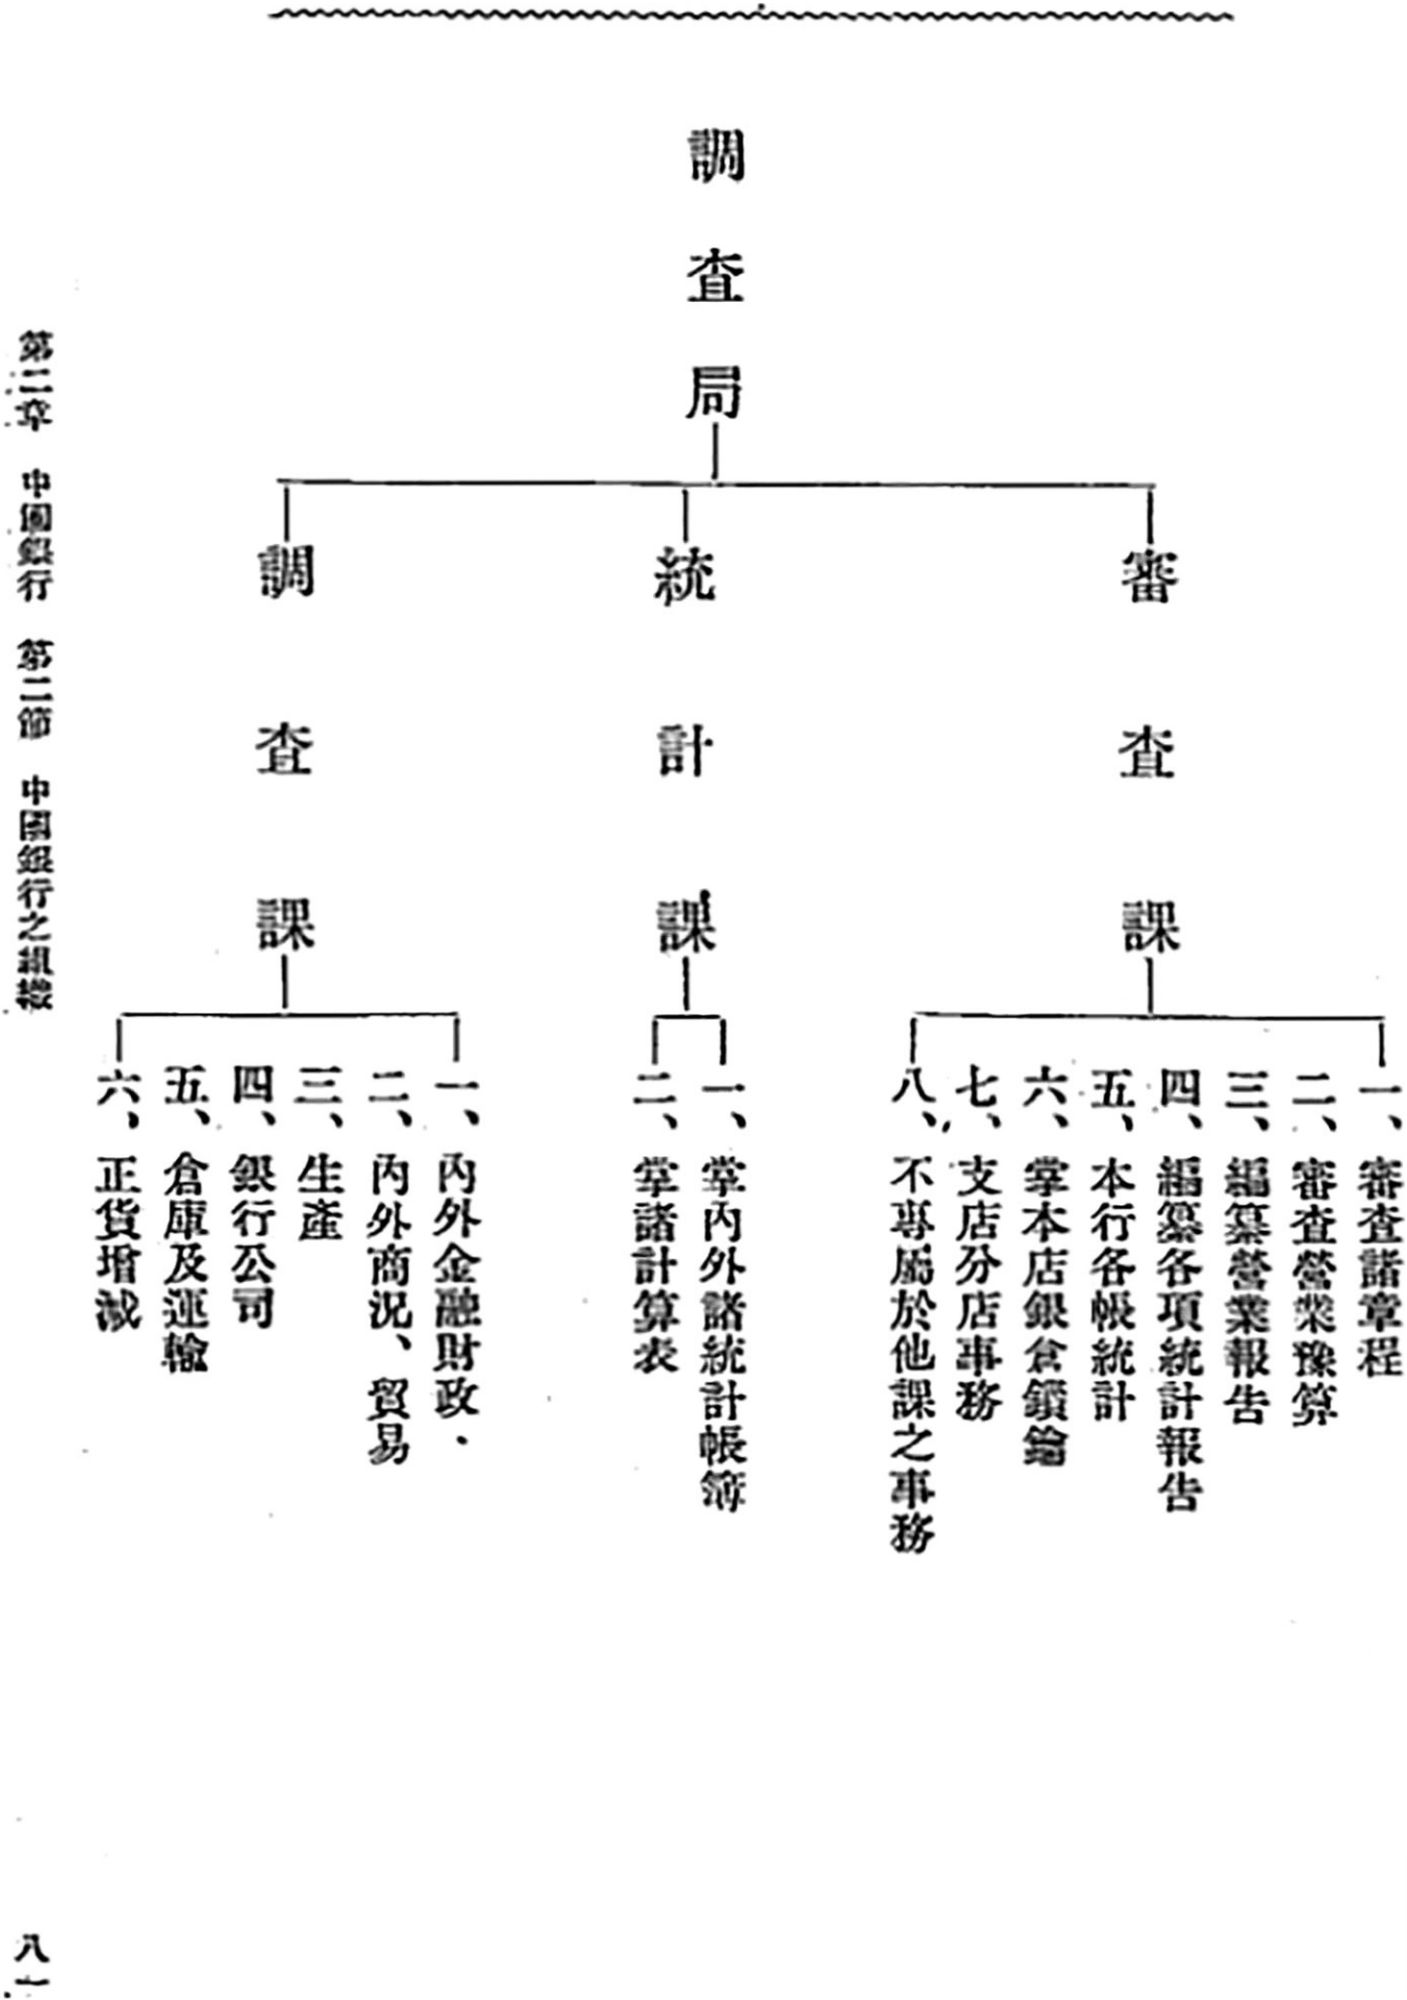 調查局
審查課
一、審查諸章程
二、審查營業豫算
三、編纂營業報告
四、編纂各項統計報告
五、本行各帳統計
六、掌本店銀倉鎖鑰
七、支店分店事務
八、不專屬於他課之事務
統計課
一、掌內外諸統計帳簿
二、掌諸計算表
調查課
一、內外金融財政·
二、內外商況、貿易
三、生產
四、銀行公司
五、倉庫及運輸
六、正貨增減
第二章 中國銀行 第二節 中國銀行之組織
八一